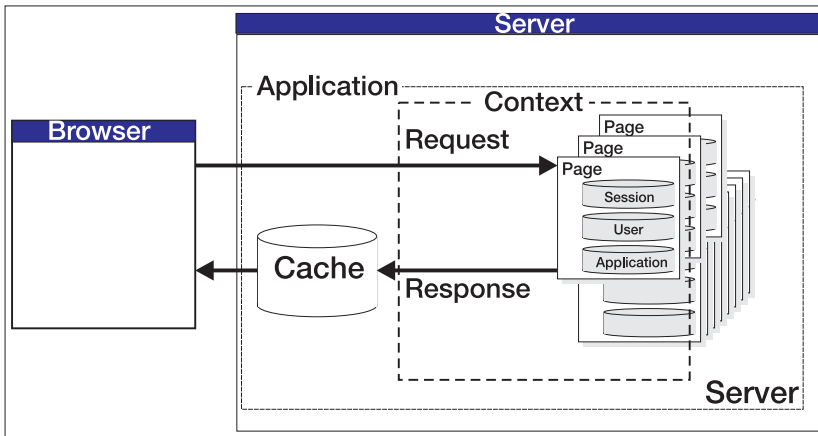 Server
Application
Context
Browser
Request
Page
Page
Page
Session
User
Application
Cache
Response
Server